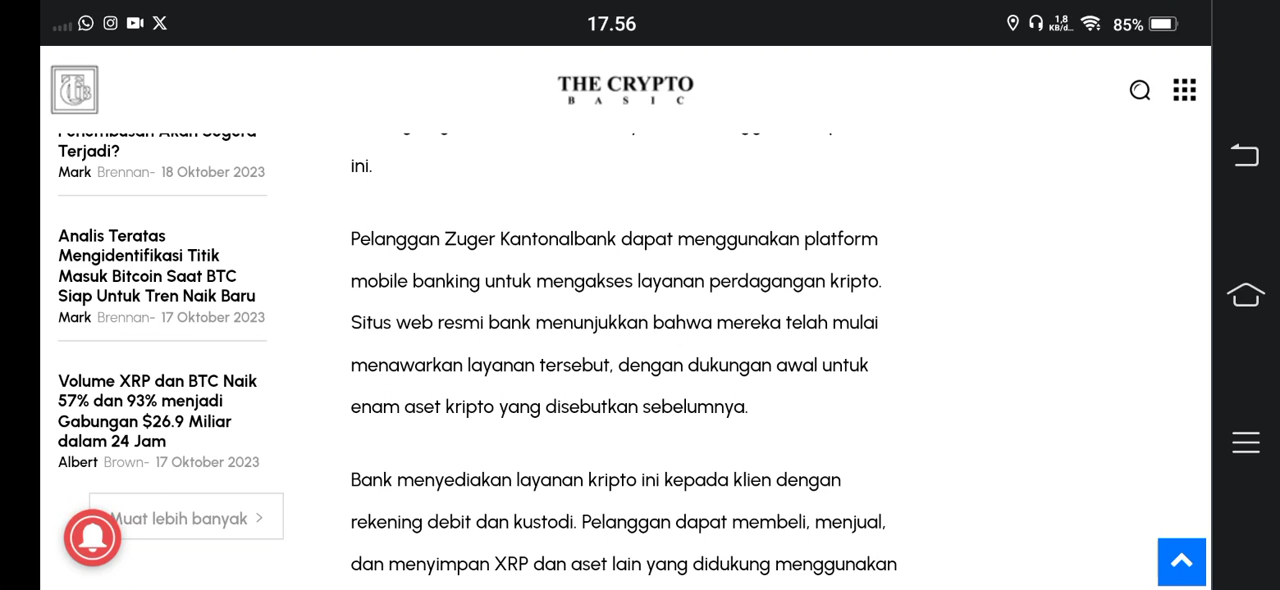 17.56
1,8
KB/d...
85%
THE CRYPTO
BASIC
Terjadi?
Mark Brennan- 18 Oktober 2023
Analis Teratas
Mengidentifikasi Titik
Masuk Bitcoin Saat BTC
Siap Untuk Tren Naik Baru
Mark Brennan- 17 Oktober 2023
Volume XRP dan BTC Naik
57% dan 93% menjadi
Gabungan $26.9 Miliar
dalam 24 Jam
Albert Brown- 17 Oktober 2023
Muat lebih banyak >
ini.
Pelanggan Zuger Kantonalbank dapat menggunakan platform
mobile banking untuk mengakses layanan perdagangan kripto.
Situs web resmi bank menunjukkan bahwa mereka telah mulai
menawarkan layanan tersebut, dengan dukungan awal untuk
enam aset kripto yang disebutkan sebelumnya.
Bank menyediakan layanan kripto ini kepada klien dengan
rekening debit dan kustodi. Pelanggan dapat membeli, menjual,
dan menyimpan XRP dan aset lain yang didukung menggunakan